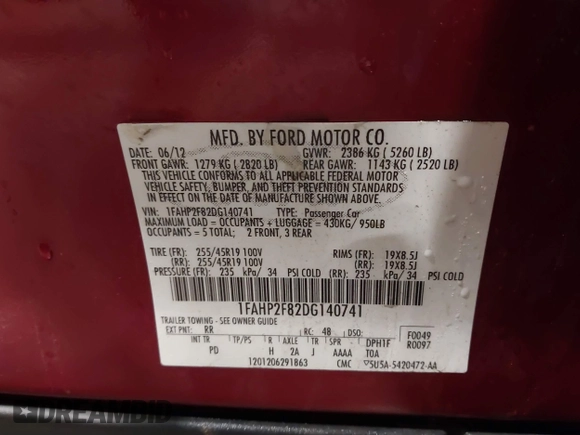 MFD. BY FORD MOTOR CO.
DATE: 06/12 GVWR: 2386 KG ( 5260 LB)
FRONT GAWR: 1279 KG ( 2820 LB) REAR GAWR: 1143 KG ( 2520 LB)
THIS VEHICLE CONFORMS TO ALL APPLICABLE FEDERAL MOTOR
VEHICLE SAFETY, BUMPER, AND THEFT PREVENTION STANDARDS
IN EFFECT ON THE DATE OF MANUFACTURE SHOWN ABOVE.
VIN: 1FAHP2F82DG140741 TYPE: Passenger Car
MAXIMUM LOAD = OCCUPANTS + LUGGAGE = 430KG/ 950LB
OCCUPANTS = 5 TOTAL; 2 FRONT, 3 REAR
TIRE (FR): 255/45R19 100V RIMS (FR): 19X8.5J
(RR): 255/45R19 100V (RR): 19X8.5J
PRESSURE (FR): 235 kPa/ 34 PSI COLD (RR): 235 kPa/ 34 PSI COLD
1FAHP2F82DG140741
TRAILER TOWING - SEE OWNER GUIDE
EXT PNT: RR RC: 48 DSO: F0049
INT TR TP/PS R AXLE TR SPR DPH1F R0097
PD H 2A J AAAA TOA
1201206291863 CMC 5U5A-5420472-AA
DREAMBID